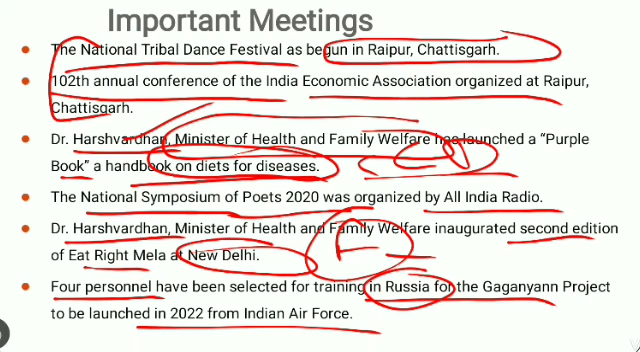 Important Meetings
• The National Tribal Dance Festival as begun in Raipur, Chattisgarh.
• 102th annual conference of the India Economic Association organized at Raipur,
Chattisgarh.
• Dr. Harshvardhan, Minister of Health and Family Welfare has launched a “Purple
Book” a handbook on diets for diseases.
• The National Symposium of Poets 2020 was organized by All India Radio.
• Dr. Harshvardhan, Minister of Health and Family Welfare inaugurated second edition
of Eat Right Mela at New Delhi.
• Four personnel have been selected for training in Russia for the Gaganyann Project
to be launched in 2022 from Indian Air Force.